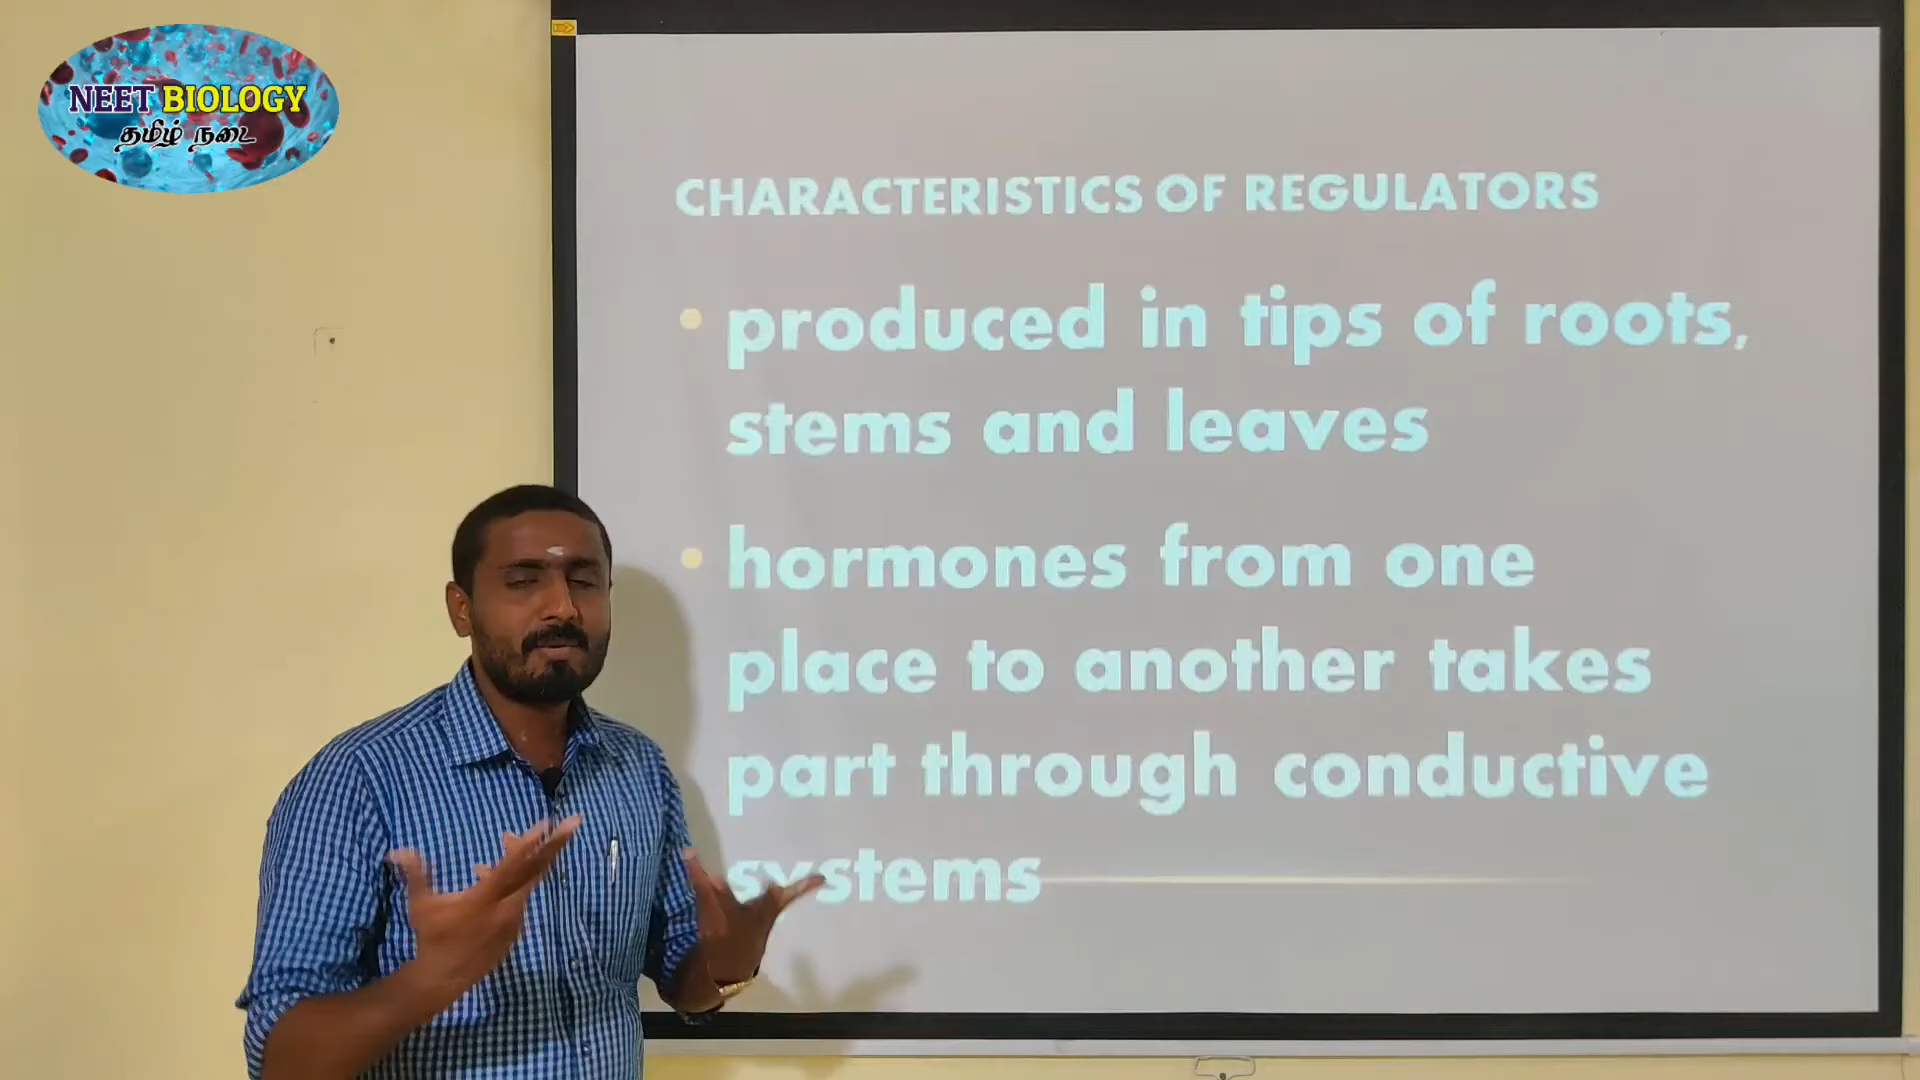 NEET BIOLOGY
தமிழ் நடை
CHARACTERISTICS OF REGULATORS
• produced in tips of roots,
stems and leaves
• hormones from one
place to another takes
part through conductive
systems